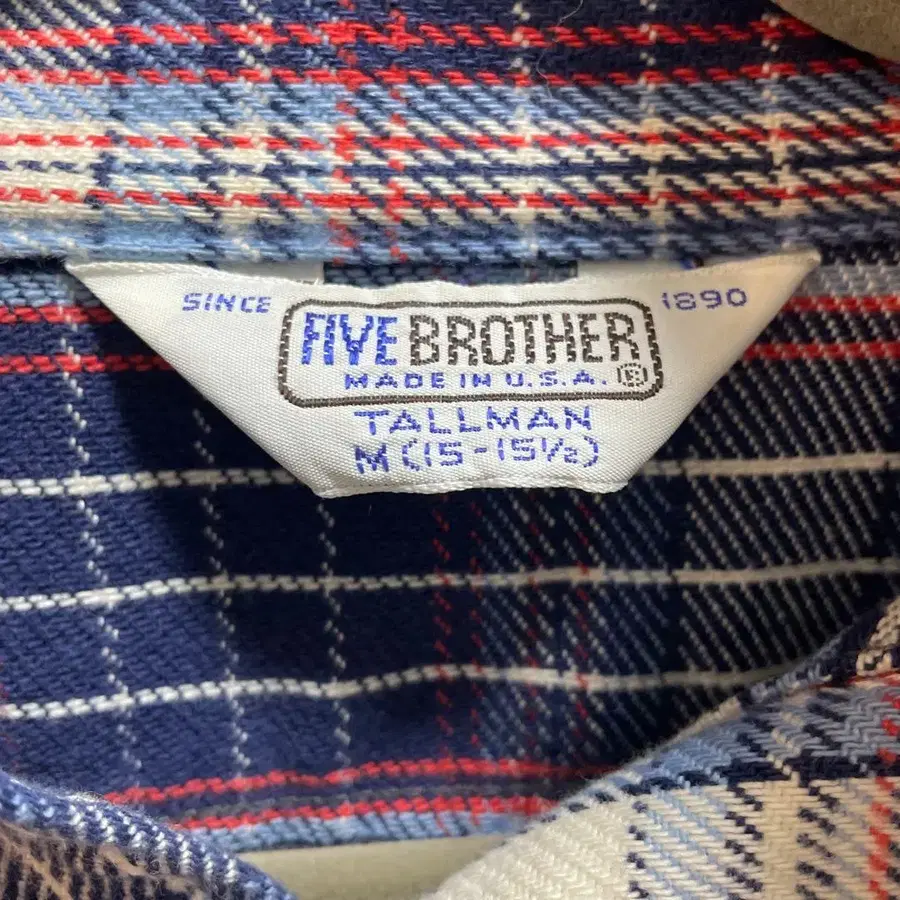 SINCE 1890
FIVE BROTHER
MADE IN U.S.A. ®
TALLMAN
M (15-15½)